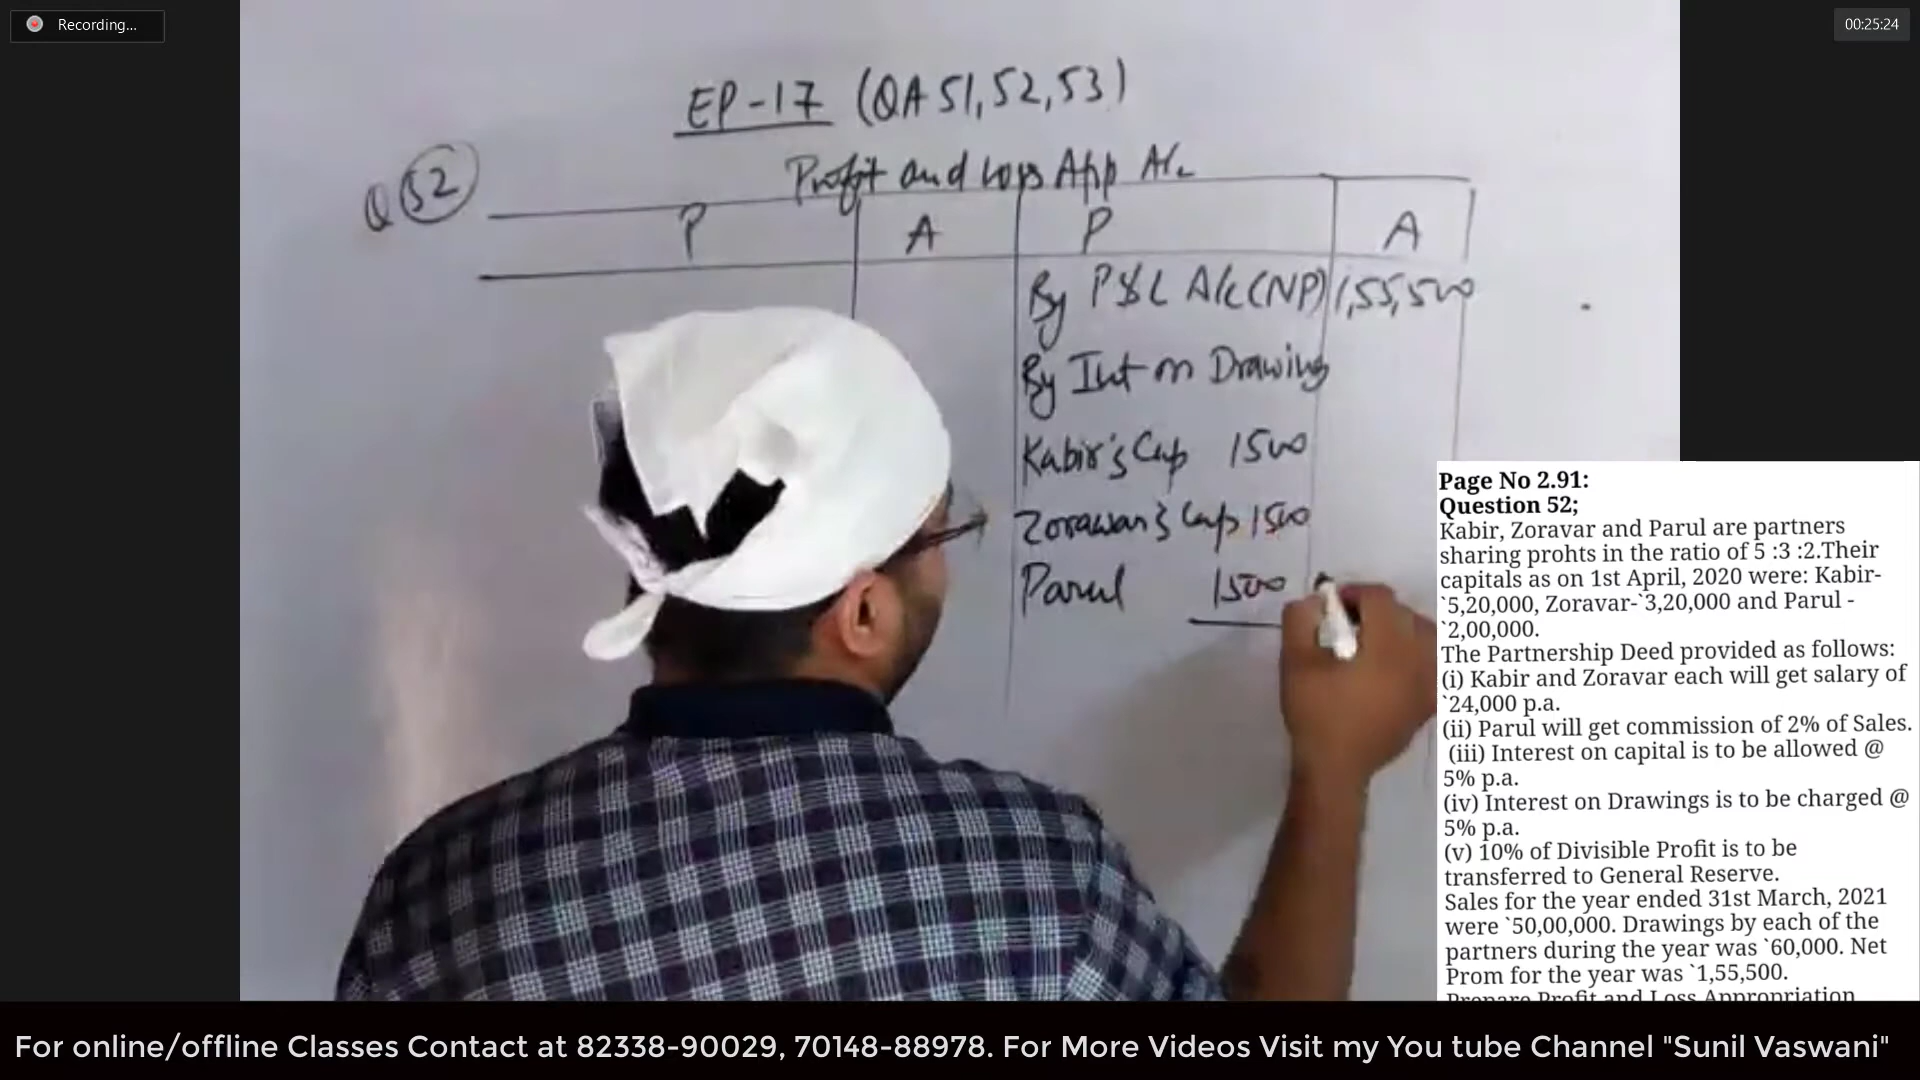 Recording...
00:25:24
EP-17 (QA 51,52,53)
Q 52
Profit and Loss App A/c
P A P A
By P&L A/c (NP) 1,55,500
By Int on Drawing
Kabir's Cap 1500
Zorawar's Cap 1500
Parul 1500
Page No 2.91:
Question 52;
Kabir, Zoravar and Parul are partners
sharing prohts in the ratio of 5 :3 :2.Their
capitals as on 1st April, 2020 were: Kabir-
`5,20,000, Zoravar-`3,20,000 and Parul -
`2,00,000.
The Partnership Deed provided as follows:
(i) Kabir and Zoravar each will get salary of
`24,000 p.a.
(ii) Parul will get commission of 2% of Sales.
(iii) Interest on capital is to be allowed @
5% p.a.
(iv) Interest on Drawings is to be charged @
5% p.a.
(v) 10% of Divisible Profit is to be
transferred to General Reserve.
Sales for the year ended 31st March, 2021
were `50,00,000. Drawings by each of the
partners during the year was `60,000. Net
Prom for the year was `1,55,500.
Prepare Profit and Loss Appropriation
For online/offline Classes Contact at 82338-90029, 70148-88978. For More Videos Visit my You tube Channel "Sunil Vaswani"